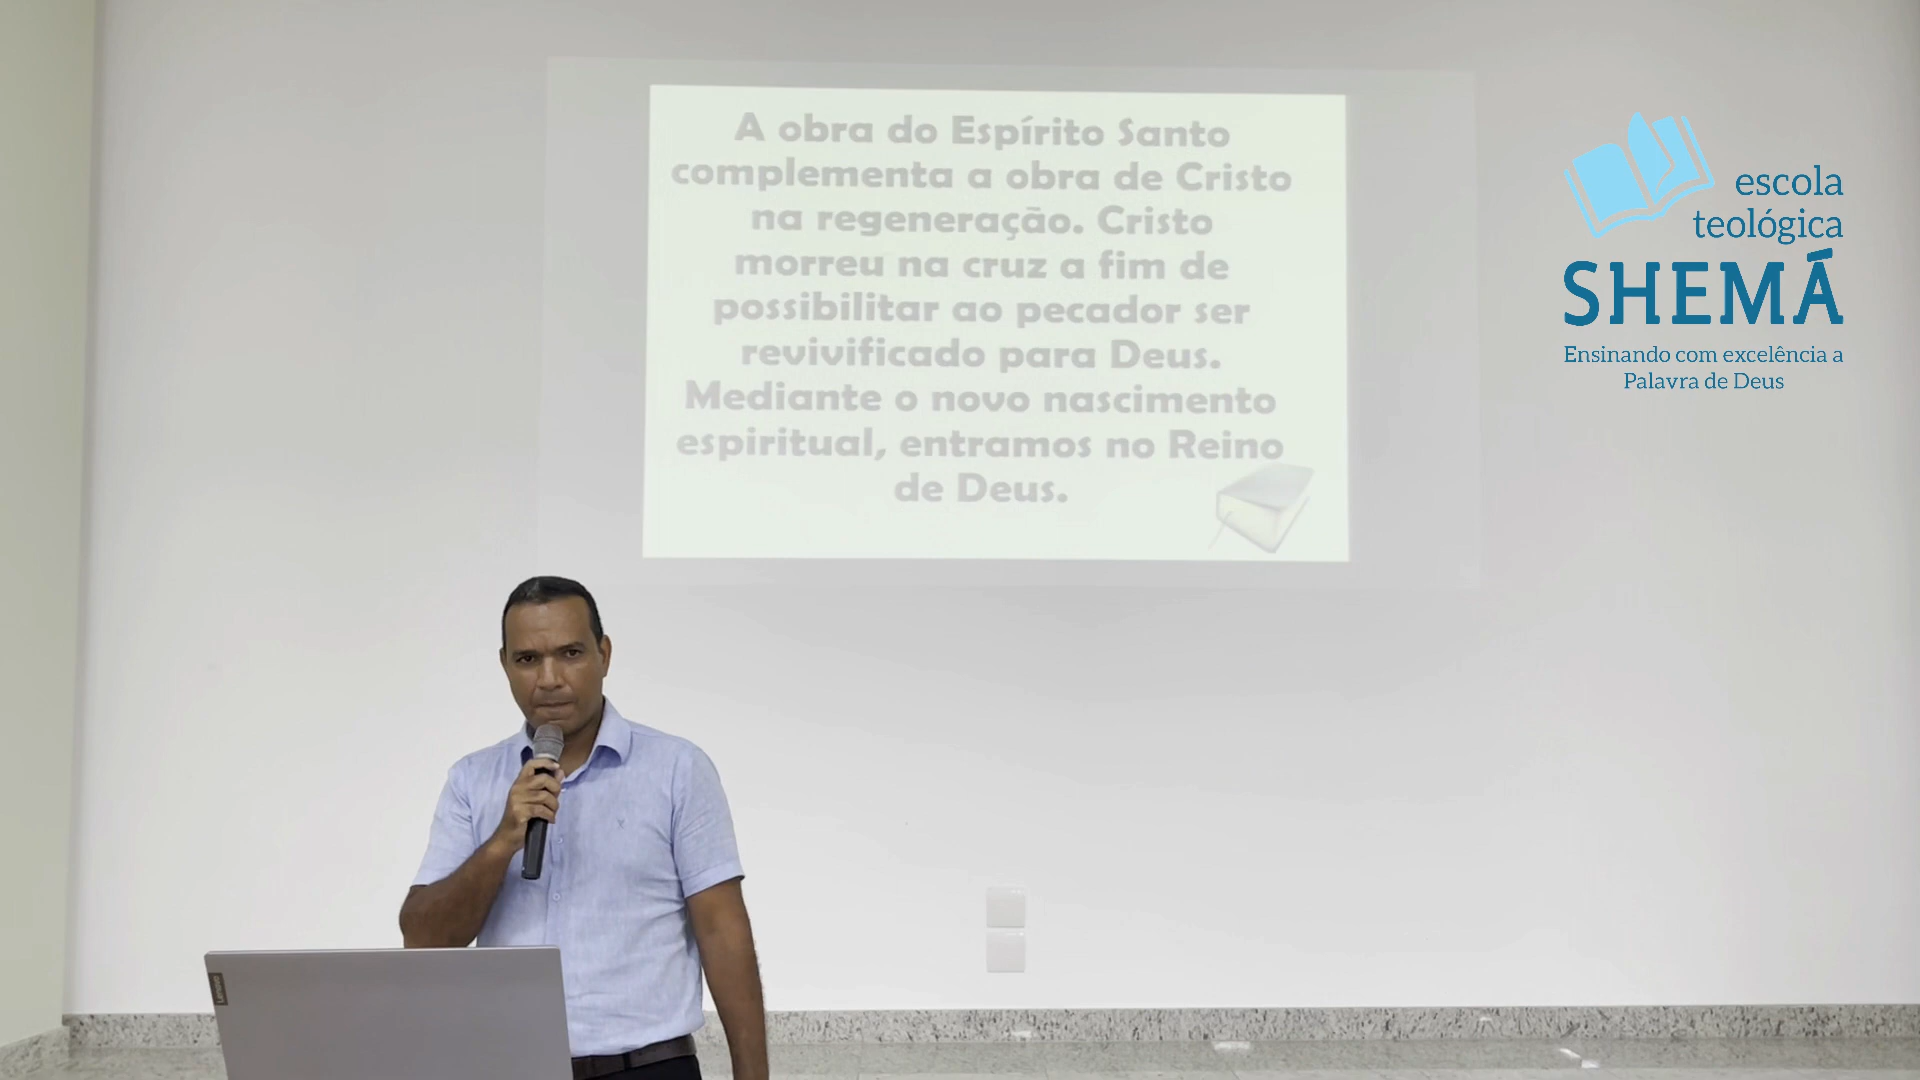 A obra do Espírito Santo
complementa a obra de Cristo
na regeneração. Cristo
morreu na cruz a fim de
possibilitar ao pecador ser
revivificado para Deus.
Mediante o novo nascimento
espiritual, entramos no Reino
de Deus.
escola
teológica
SHEMÁ
Ensinando com excelência a
Palavra de Deus
Lenovo